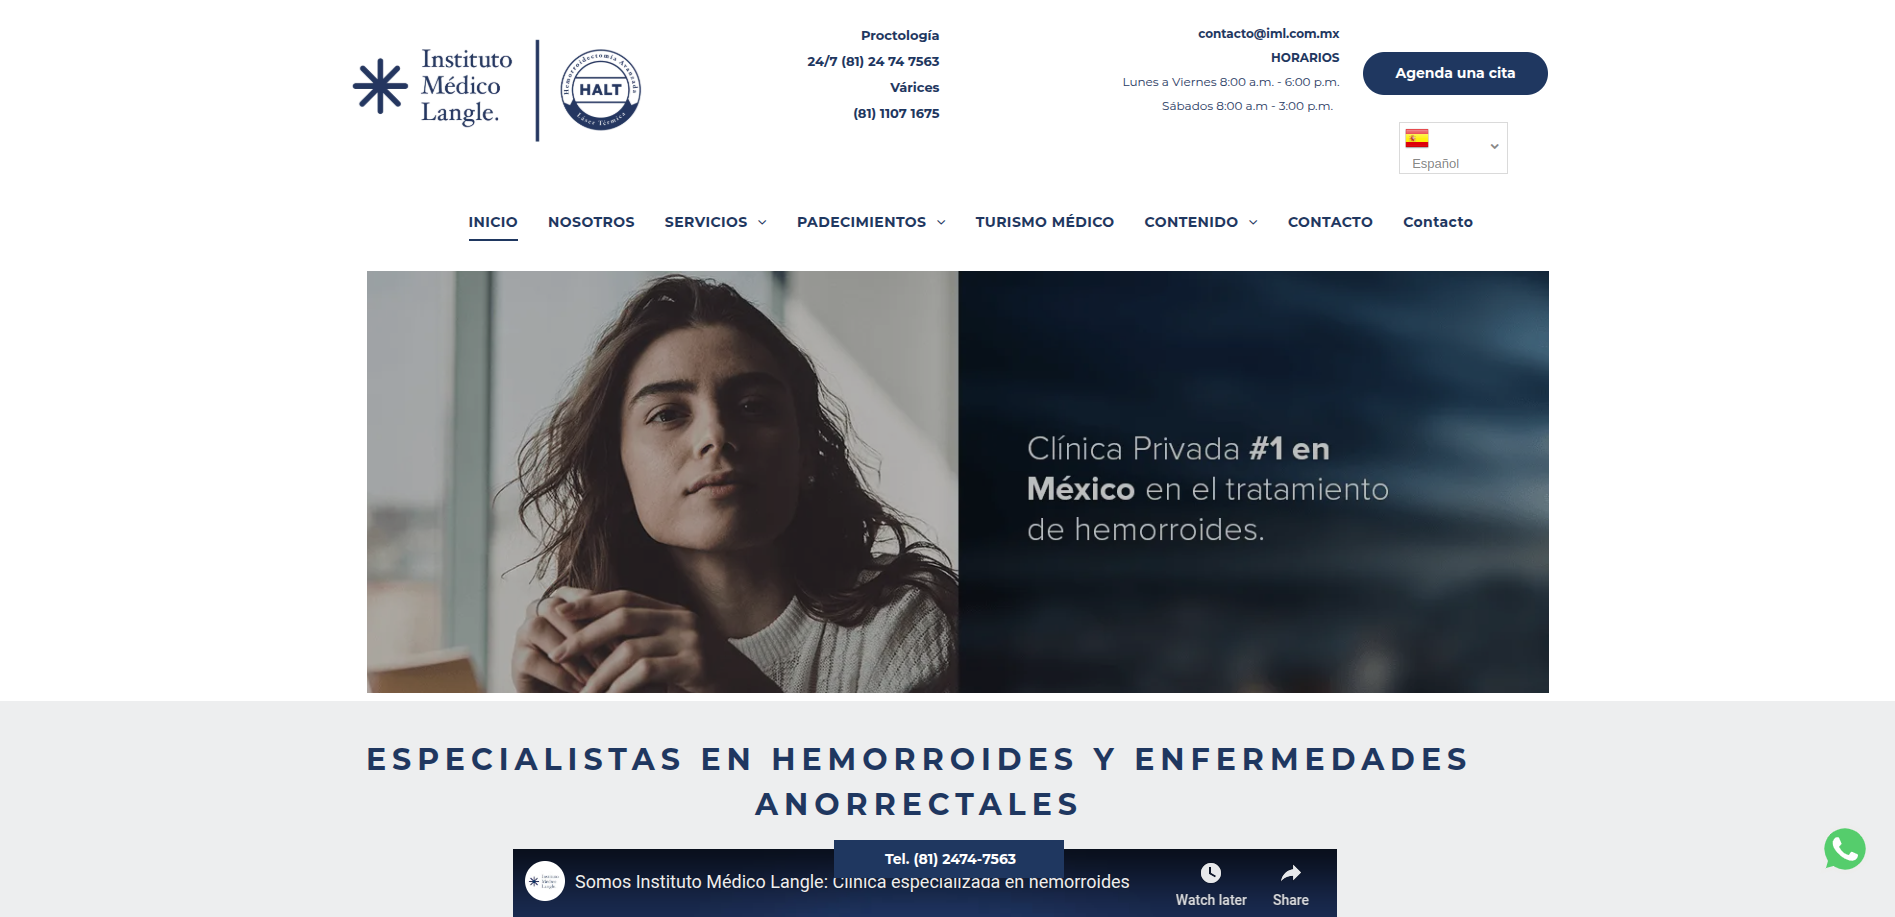 Instituto
Médico
Langle.
Hemorroidectomía Avanzada
HALT
Láser Técnica
Proctología
24/7 (81) 24 74 7563
Várices
(81) 1107 1675
contacto@iml.com.mx
HORARIOS
Lunes a Viernes 8:00 a.m. - 6:00 p.m.
Sábados 8:00 a.m - 3:00 p.m.
Agenda una cita
Español
INICIO NOSOTROS SERVICIOS PADECIMIENTOS TURISMO MÉDICO CONTENIDO CONTACTO Contacto
Clínica Privada #1 en
México en el tratamiento
de hemorroides.
ESPECIALISTAS EN HEMORROIDES Y ENFERMEDADES
ANORRECTALES
Tel. (81) 2474-7563
Instituto
Médico
Langle.
Somos Instituto Médico Langle: Clínica especializada en hemorroides
Watch later
Share